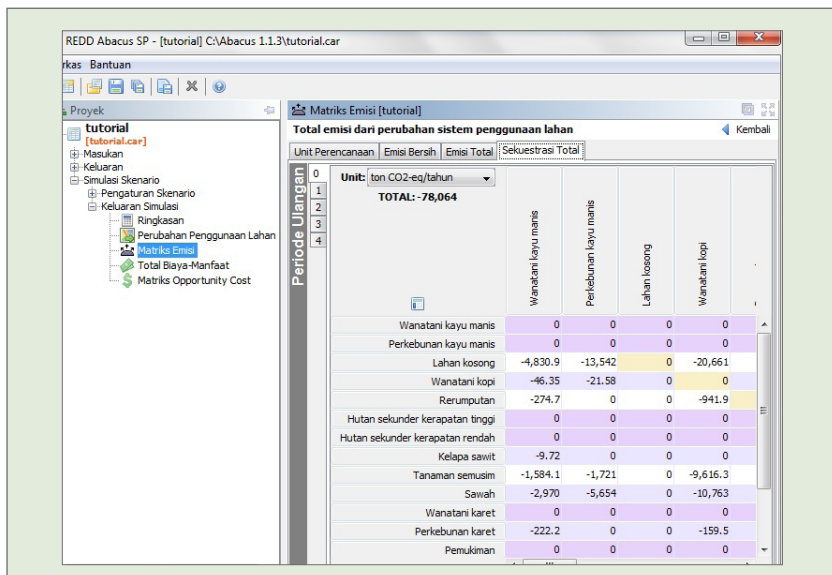 REDD Abacus SP - [tutorial] C:\Abacus 1.1.3\tutorial.car
rkas Bantuan
Proyek
tutorial
[tutorial.car]
Masukan
Keluaran
Simulasi Skenario
Pengaturan Skenario
Keluaran Simulasi
Ringkasan
Perubahan Penggunaan Lahan
Matriks Emisi
Total Biaya-Manfaat
Matriks Opportunity Cost
Matriks Emisi [tutorial]
Total emisi dari perubahan sistem penggunaan lahan
Kembali
Unit Perencanaan Emisi Bersih Emisi Total Sekuestrasi Total
Periode Ulangan
0
1
2
3
4
Unit: ton CO2-eq/tahun
TOTAL: -78,064
Wanatani kayu manis
Perkebunan kayu manis
Lahan kosong
Wanatani kopi
Wanatani kayu manis 0 0 0 0
Perkebunan kayu manis 0 0 0 0
Lahan kosong -4,830.9 -13,542 0 -20,661
Wanatani kopi -46.35 -21.58 0 0
Rerumputan -274.7 0 0 -941.9
Hutan sekunder kerapatan tinggi 0 0 0 0
Hutan sekunder kerapatan rendah 0 0 0 0
Kelapa sawit -9.72 0 0 0
Tanaman semusim -1,584.1 -1,721 0 -9,616.3
Sawah -2,970 -5,654 0 -10,763
Wanatani karet 0 0 0 0
Perkebunan karet -222.2 0 0 -159.5
Pemukiman 0 0 0 0